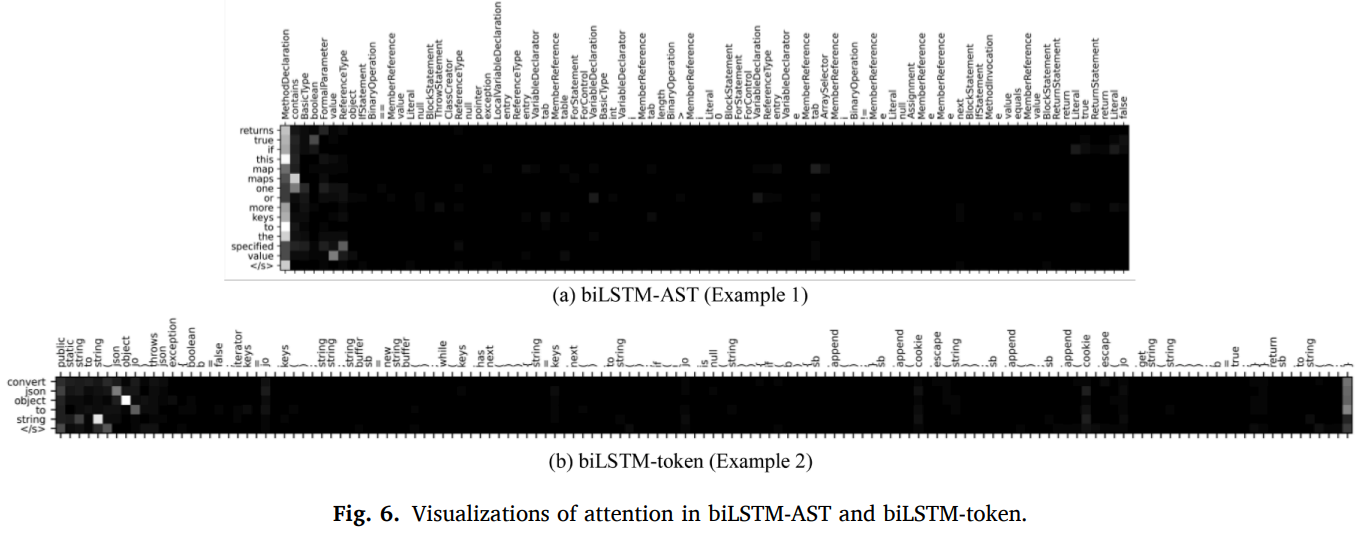 MethodDeclaration
contains
BasicType
boolean
FormalParameter
value
ReferenceType
object
IfStatement
BinaryOperation
==
MemberReference
value
Literal
null
BlockStatement
ThrowStatement
ClassCreator
ReferenceType
null
pointer
exception
LocalVariableDeclaration
entry
ReferenceType
entry
VariableDeclarator
tab
MemberReference
table
ForStatement
ForControl
VariableDeclaration
BasicType
int
VariableDeclarator
i
MemberReference
tab
length
BinaryOperation
>
MemberReference
i
Literal
0
BlockStatement
ForStatement
ForControl
VariableDeclaration
ReferenceType
entry
VariableDeclarator
e
MemberReference
tab
ArraySelector
MemberReference
i
BinaryOperation
!=
MemberReference
e
Literal
null
Assignment
MemberReference
e
MemberReference
e
next
BlockStatement
IfStatement
MethodInvocation
e
value
equals
MemberReference
value
BlockStatement
ReturnStatement
return
Literal
true
ReturnStatement
return
Literal
false
returns
true
if
this
map
maps
one
or
more
keys
to
the
specified
value
</s>
(a) biLSTM-AST (Example 1)
public
static
string
to
string
(
json
object
jo
)
throws
json
exception
{
boolean
b
=
false
;
iterator
keys
=
jo
.
keys
(
)
;
string
string
buffer
sb
=
new
string
buffer
(
)
;
while
(
keys
.
has
next
(
)
)
{
string
=
keys
.
next
(
)
.
to
string
(
)
;
if
(
!
jo
.
is
null
(
string
)
)
{
if
(
b
)
{
sb
.
append
(
)
;
}
sb
.
append
(
cookie
.
escape
(
string
)
)
;
sb
.
append
(
)
;
sb
.
append
(
cookie
.
escape
(
jo
.
get
string
(
string
)
)
)
;
b
=
true
;
}
}
return
sb
.
to
string
(
)
;
}
convert
json
object
to
string
</s>
(b) biLSTM-token (Example 2)
Fig. 6. Visualizations of attention in biLSTM-AST and biLSTM-token.